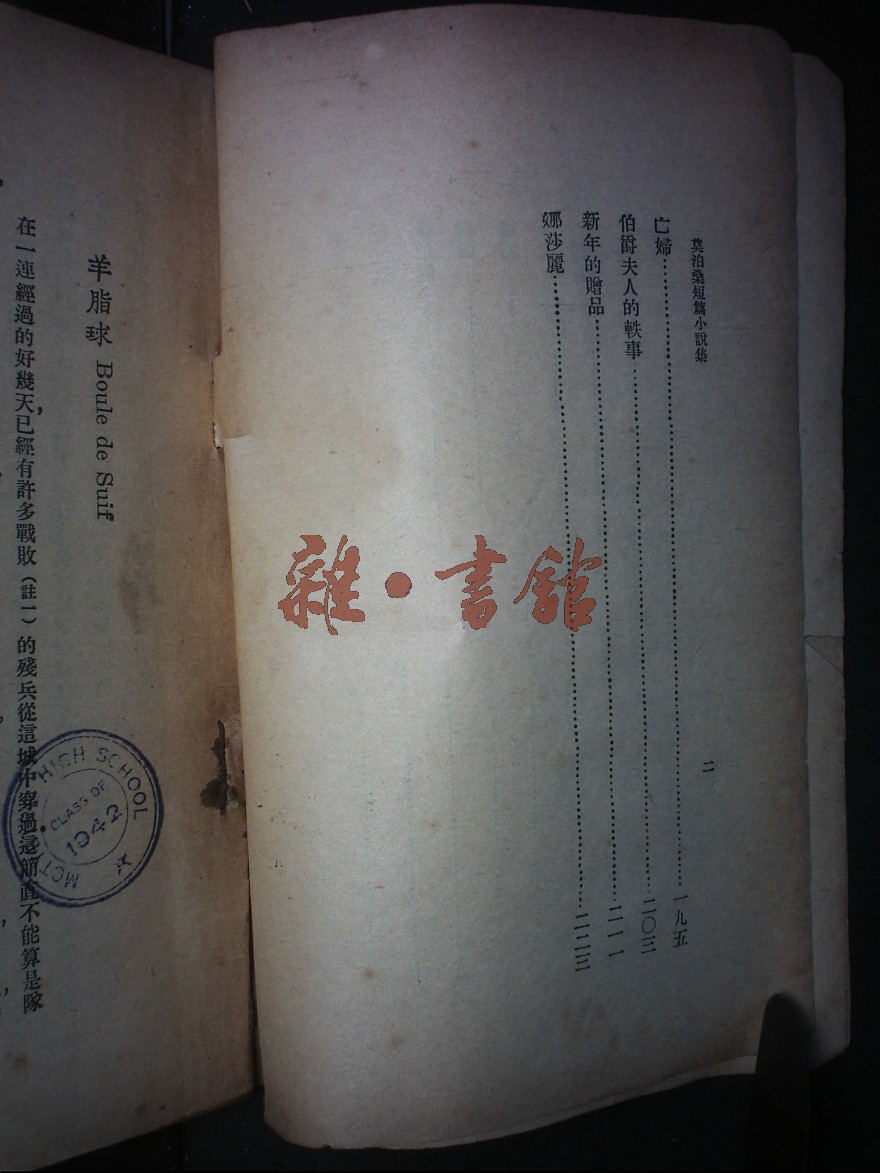 莫泊桑短篇小說集
二
亡婦……一九五
伯爵夫人的軼事……二〇三
新年的贈品……二一一
娜莎麗……二二三
雜·書館
羊脂球 Boule de Suif
在一連經過的好幾天,已經有許多戰敗(註一)的殘兵從這城中穿過。這簡直不能算是隊
MCT HIGH SCHOOL
CLASS OF
1942